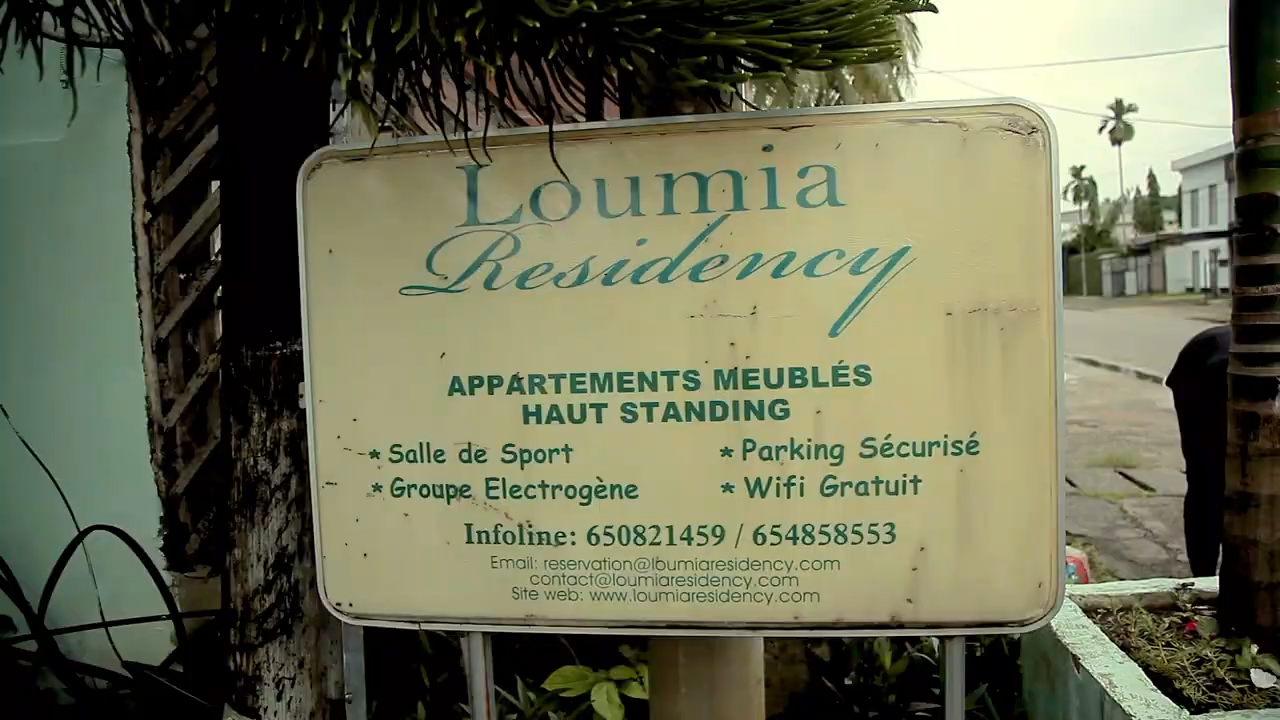 Loumia
Residency
APPARTEMENTS MEUBLÉS
HAUT STANDING
* Salle de Sport * Parking Sécurisé
* Groupe Electrogène * Wifi Gratuit
Infoline: 650821459 / 654858553
Email: reservation@loumiaresidency.com
contact@loumiaresidency.com
Site web: www.loumiaresidency.com